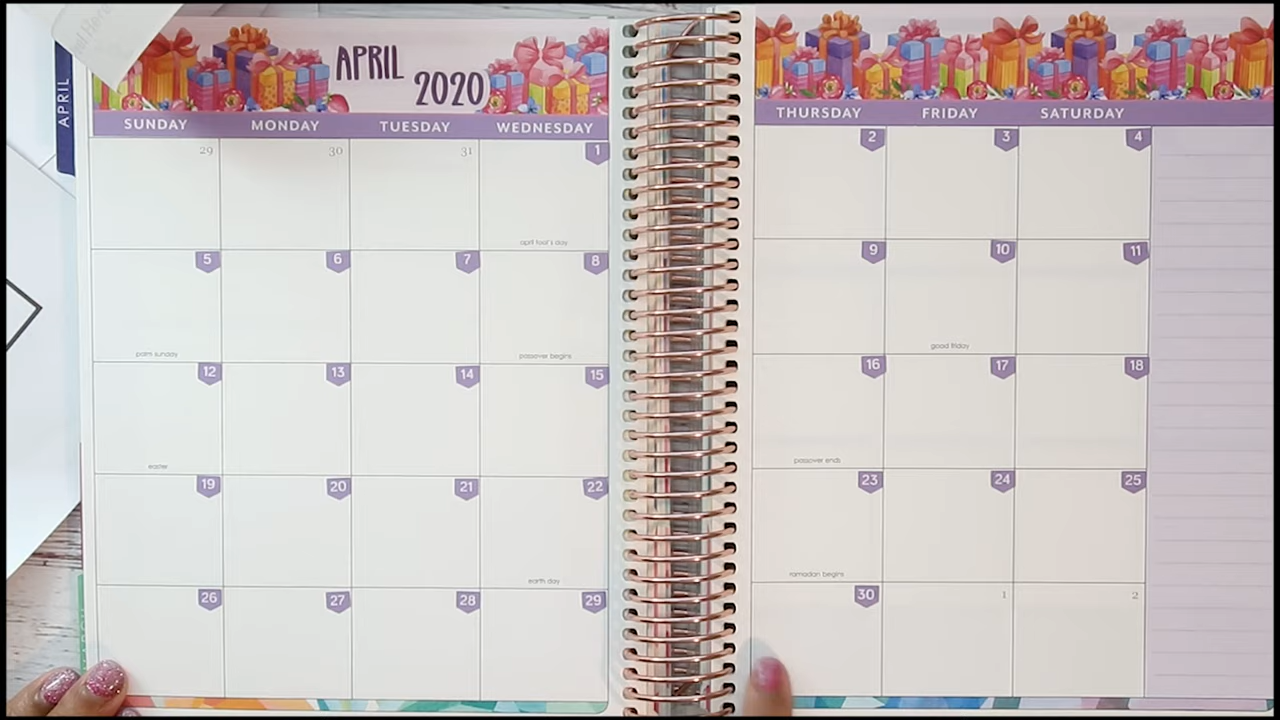 APRIL
APRIL
2020
SUNDAY MONDAY TUESDAY WEDNESDAY THURSDAY FRIDAY SATURDAY
29 30 31 1 2 3 4
april fool's day
5 6 7 8 9 10 11
palm sunday passover begins good friday
12 13 14 15 16 17 18
easter passover ends
19 20 21 22 23 24 25
earth day ramadan begins
26 27 28 29 30 1 2